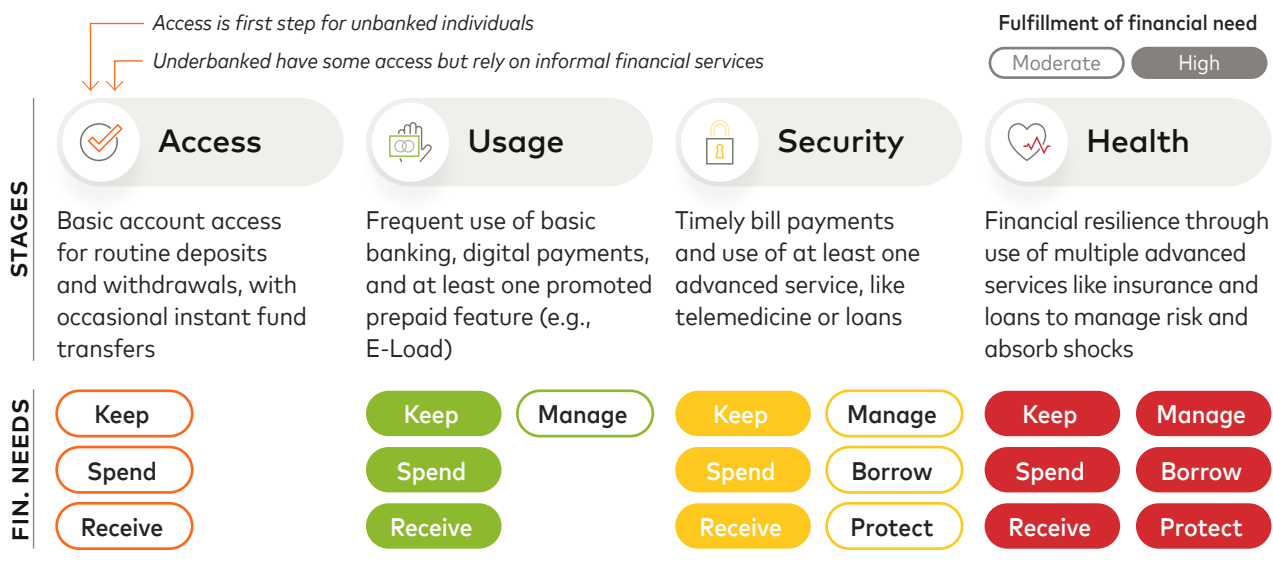 Access is first step for unbanked individuals
Underbanked have some access but rely on informal financial services
Fulfillment of financial need
Moderate
High
STAGES
Access
Basic account access
for routine deposits
and withdrawals, with
occasional instant fund
transfers
Usage
Frequent use of basic
banking, digital payments,
and at least one promoted
prepaid feature (e.g.,
E-Load)
Security
Timely bill payments
and use of at least one
advanced service, like
telemedicine or loans
Health
Financial resilience through
use of multiple advanced
services like insurance and
loans to manage risk and
absorb shocks
FIN. NEEDS
Keep
Spend
Receive
Keep
Manage
Spend
Receive
Keep
Manage
Spend
Borrow
Receive
Protect
Keep
Manage
Spend
Borrow
Receive
Protect